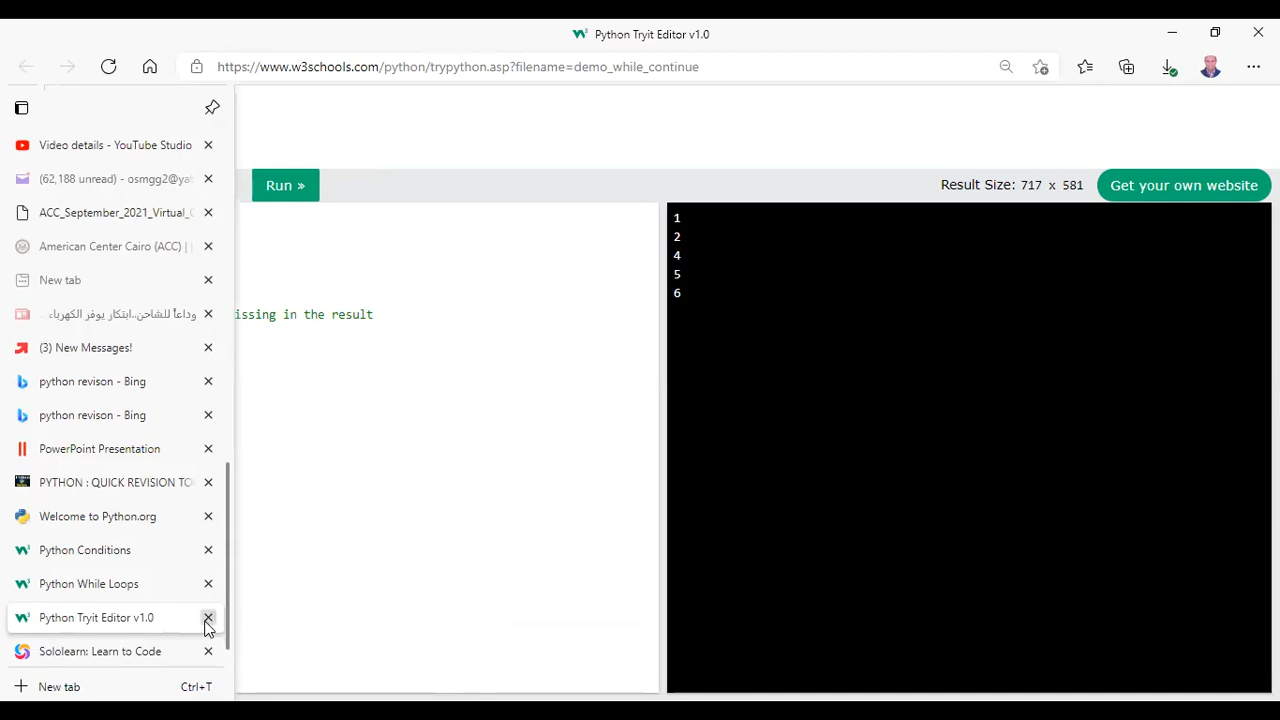 Python Tryit Editor v1.0
https://www.w3schools.com/python/trypython.asp?filename=demo_while_continue
Video details - YouTube Studio
(62,188 unread) - osmgg2@ya
ACC_September_2021_Virtual_
American Center Cairo (ACC) |
New tab
وداعاً للشاحن..ابتكار يوفر الكهرباء
(3) New Messages!
python revison - Bing
python revison - Bing
PowerPoint Presentation
PYTHON : QUICK REVISION TO
Welcome to Python.org
Python Conditions
Python While Loops
Python Tryit Editor v1.0
Sololearn: Learn to Code
New tab Ctrl+T
Run »
Result Size: 717 x 581
Get your own website
issing in the result
1
2
4
5
6